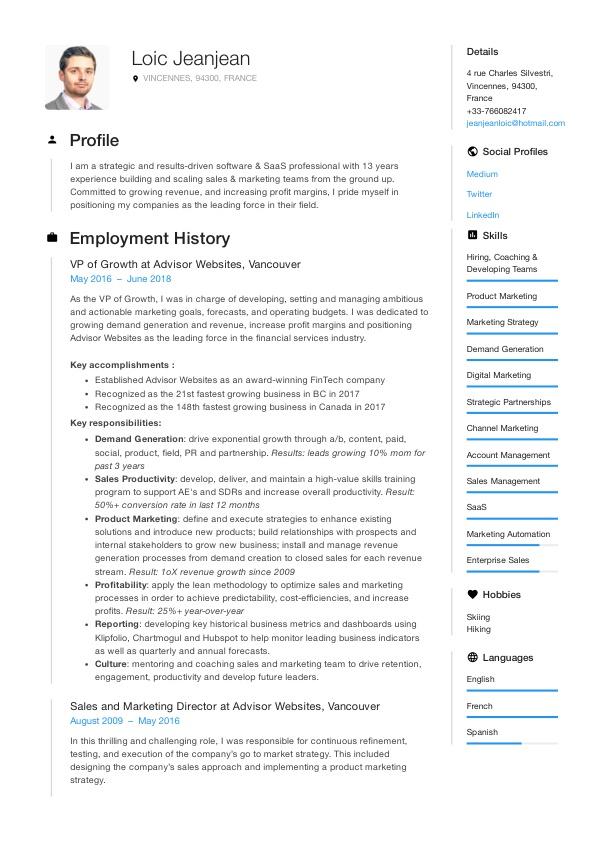 Loic Jeanjean
VINCENNES, 94300, FRANCE
Profile
I am a strategic and results-driven software & SaaS professional with 13 years
experience building and scaling sales & marketing teams from the ground up.
Committed to growing revenue, and increasing profit margins, I pride myself in
positioning my companies as the leading force in their field.
Employment History
VP of Growth at Advisor Websites, Vancouver
May 2016 – June 2018
As the VP of Growth, I was in charge of developing, setting and managing ambitious
and actionable marketing goals, forecasts, and operating budgets. I was dedicated to
growing demand generation and revenue, increase profit margins and positioning
Advisor Websites as the leading force in the financial services industry.
Key accomplishments :
• Established Advisor Websites as an award-winning FinTech company
• Recognized as the 21st fastest growing business in BC in 2017
• Recognized as the 148th fastest growing business in Canada in 2017
Key responsibilities:
• Demand Generation: drive exponential growth through a/b, content, paid,
social, product, field, PR and partnership. Results: leads growing 10% mom for
past 3 years
• Sales Productivity: develop, deliver, and maintain a high-value skills training
program to support AE's and SDRs and increase overall productivity. Result:
50%+ conversion rate in last 12 months
• Product Marketing: define and execute strategies to enhance existing
solutions and introduce new products; build relationships with prospects and
internal stakeholders to grow new business; install and manage revenue
generation processes from demand creation to closed sales for each revenue
stream. Result: 1oX revenue growth since 2009
• Profitability: apply the lean methodology to optimize sales and marketing
processes in order to achieve predictability, cost-efficiencies, and increase
profits. Result: 25%+ year-over-year
• Reporting: developing key historical business metrics and dashboards using
Klipfolio, Chartmogul and Hubspot to help monitor leading business indicators
as well as quarterly and annual forecasts.
• Culture: mentoring and coaching sales and marketing team to drive retention,
engagement, productivity and develop future leaders.
Sales and Marketing Director at Advisor Websites, Vancouver
August 2009 – May 2016
In this thrilling and challenging role, I was responsible for continuous refinement,
testing, and execution of the company's go to market strategy. This included
designing the company's sales approach and implementing a product marketing
strategy.
Details
4 rue Charles Silvestri,
Vincennes, 94300,
France
+33-766082417
jeanjeanloic@hotmail.com
Social Profiles
Medium
Twitter
LinkedIn
Skills
Hiring, Coaching &
Developing Teams
Product Marketing
Marketing Strategy
Demand Generation
Digital Marketing
Strategic Partnerships
Channel Marketing
Account Management
Sales Management
SaaS
Marketing Automation
Enterprise Sales
Hobbies
Skiing
Hiking
Languages
English
French
Spanish